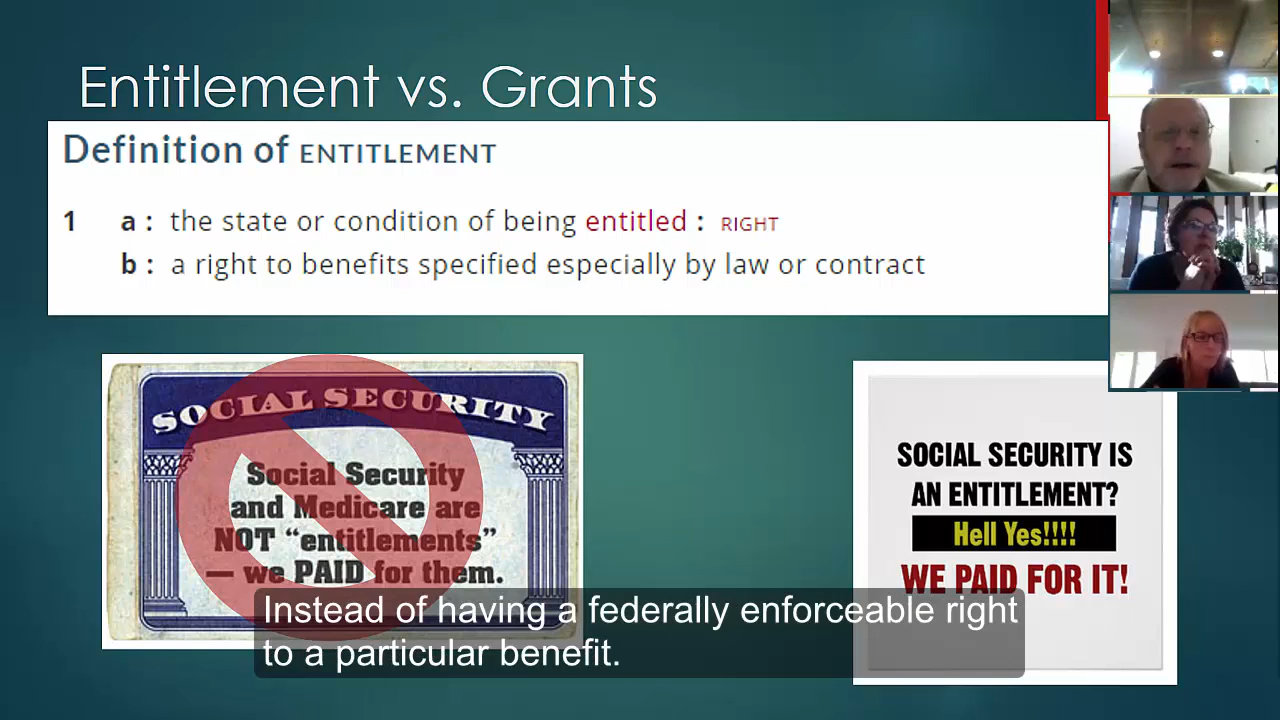 Entitlement vs. Grants
Definition of ENTITLEMENT
1 a : the state or condition of being entitled : RIGHT
b : a right to benefits specified especially by law or contract
SOCIAL SECURITY
Social Security
and Medicare are
NOT “entitlements”
— we PAID for them.
SOCIAL SECURITY IS
AN ENTITLEMENT?
Hell Yes!!!!
WE PAID FOR IT!
Instead of having a federally enforceable right
to a particular benefit.